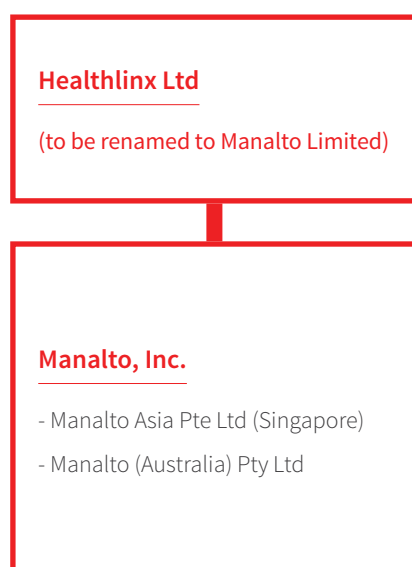 Healthlinx Ltd
(to be renamed to Manalto Limited)
Manalto, Inc.
- Manalto Asia Pte Ltd (Singapore)
- Manalto (Australia) Pty Ltd